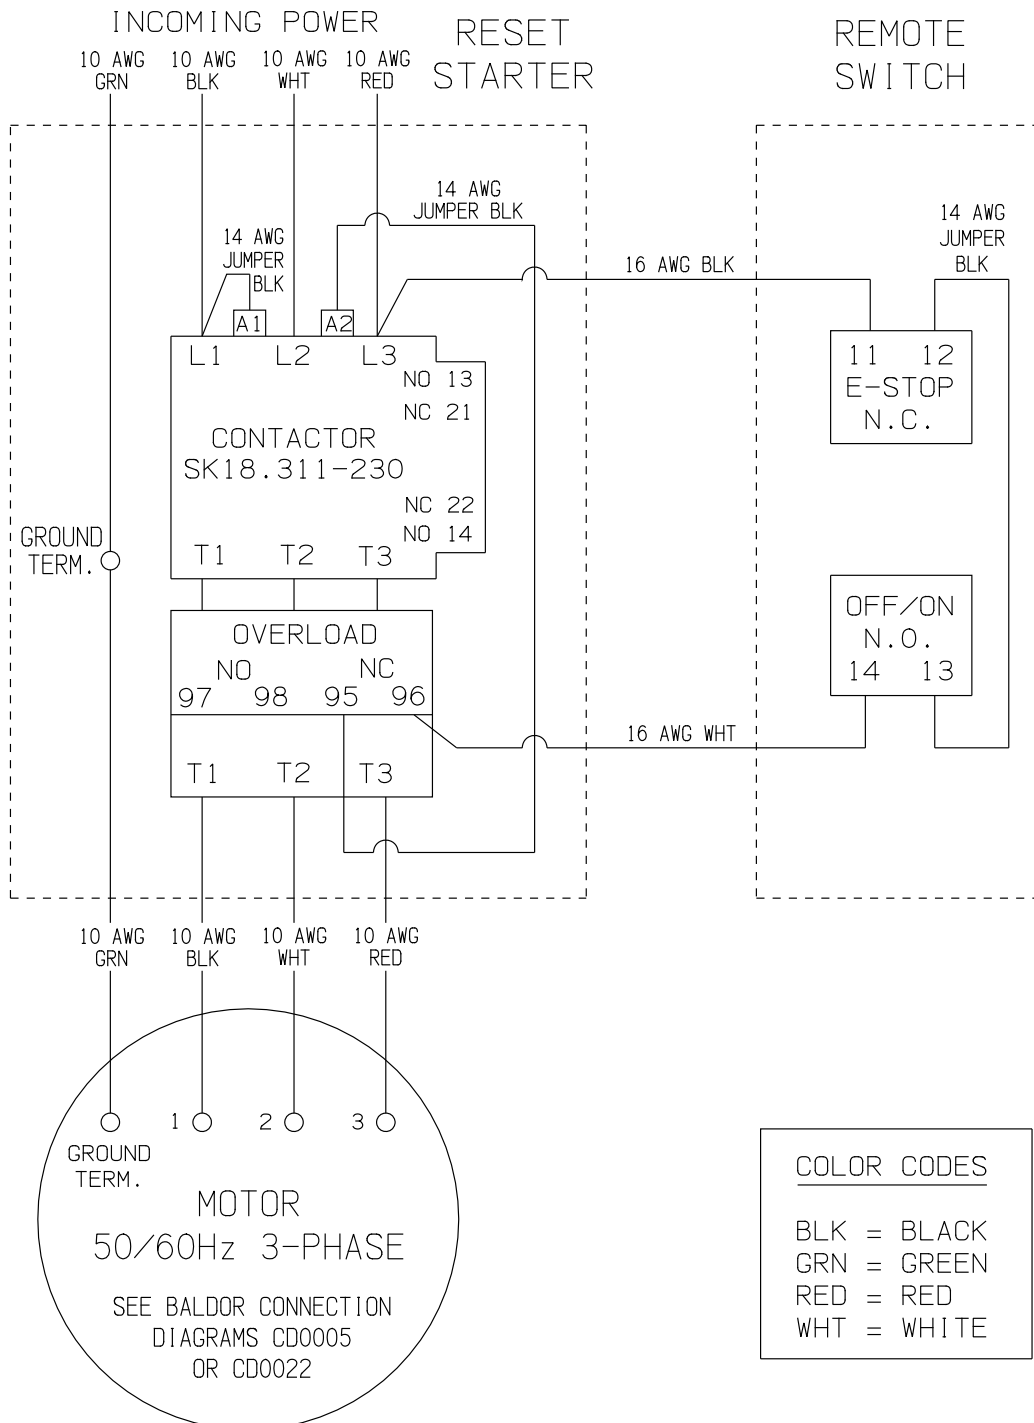 INCOMING POWER
RESET
STARTER
REMOTE
SWITCH
10 AWG
GRN
10 AWG
BLK
10 AWG
WHT
10 AWG
RED
14 AWG
JUMPER BLK
14 AWG
JUMPER
BLK
14 AWG
JUMPER
BLK
16 AWG BLK
A1
A2
L1
L2
L3
NO 13
NC 21
CONTACTOR
SK18.311-230
NC 22
NO 14
T1
T2
T3
11
12
E-STOP
N.C.
GROUND
TERM.
OVERLOAD
NO
NC
97
98
95
96
OFF/ON
N.O.
14
13
16 AWG WHT
T1
T2
T3
10 AWG
GRN
10 AWG
BLK
10 AWG
WHT
10 AWG
RED
1
2
3
GROUND
TERM.
MOTOR
50/60Hz 3-PHASE
SEE BALDOR CONNECTION
DIAGRAMS CD0005
OR CD0022
COLOR CODES
BLK = BLACK
GRN = GREEN
RED = RED
WHT = WHITE